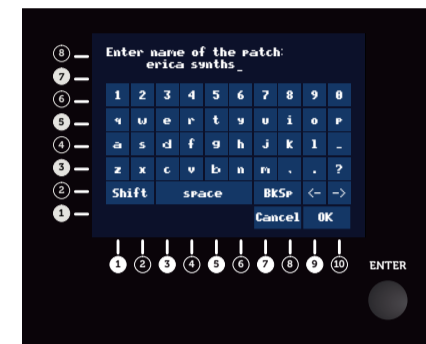 Enter name of the patch:
erica synths_
8
7
6
1 2 3 4 5 6 7 8 9 0
5
q w e r t y u i o p
4
a s d f g h j k l _
3
z x c v b n m , . ?
2
Shift space BKSP <- ->
1
Cancel OK
1 2 3 4 5 6 7 8 9 10
ENTER